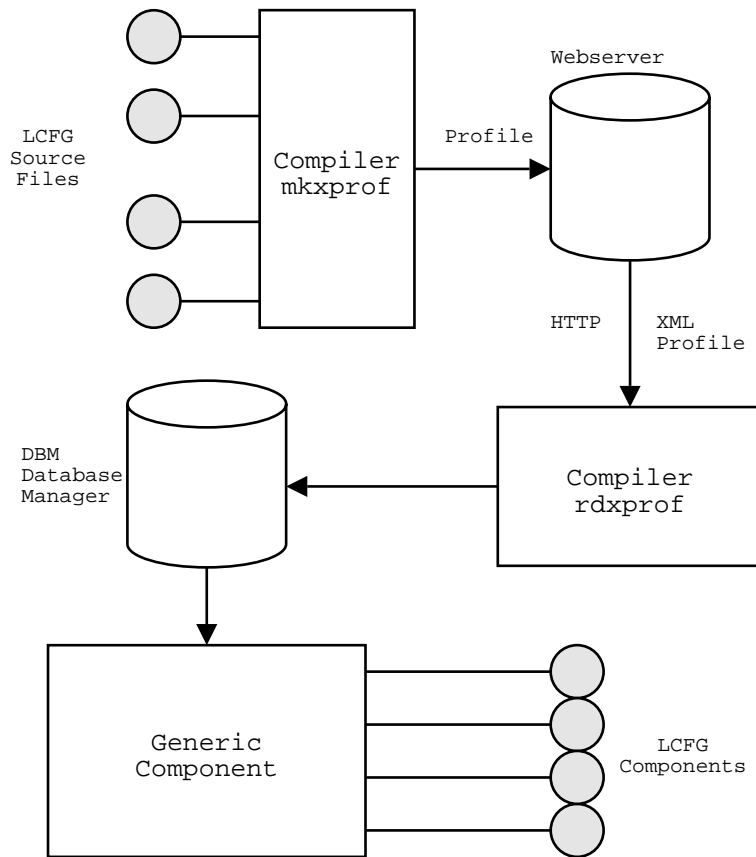 Webserver
LCFG
Source
Files
Compiler
mkxprof
Profile
HTTP
XML
Profile
DBM
Database
Manager
Compiler
rdxprof
Generic
Component
LCFG
Components